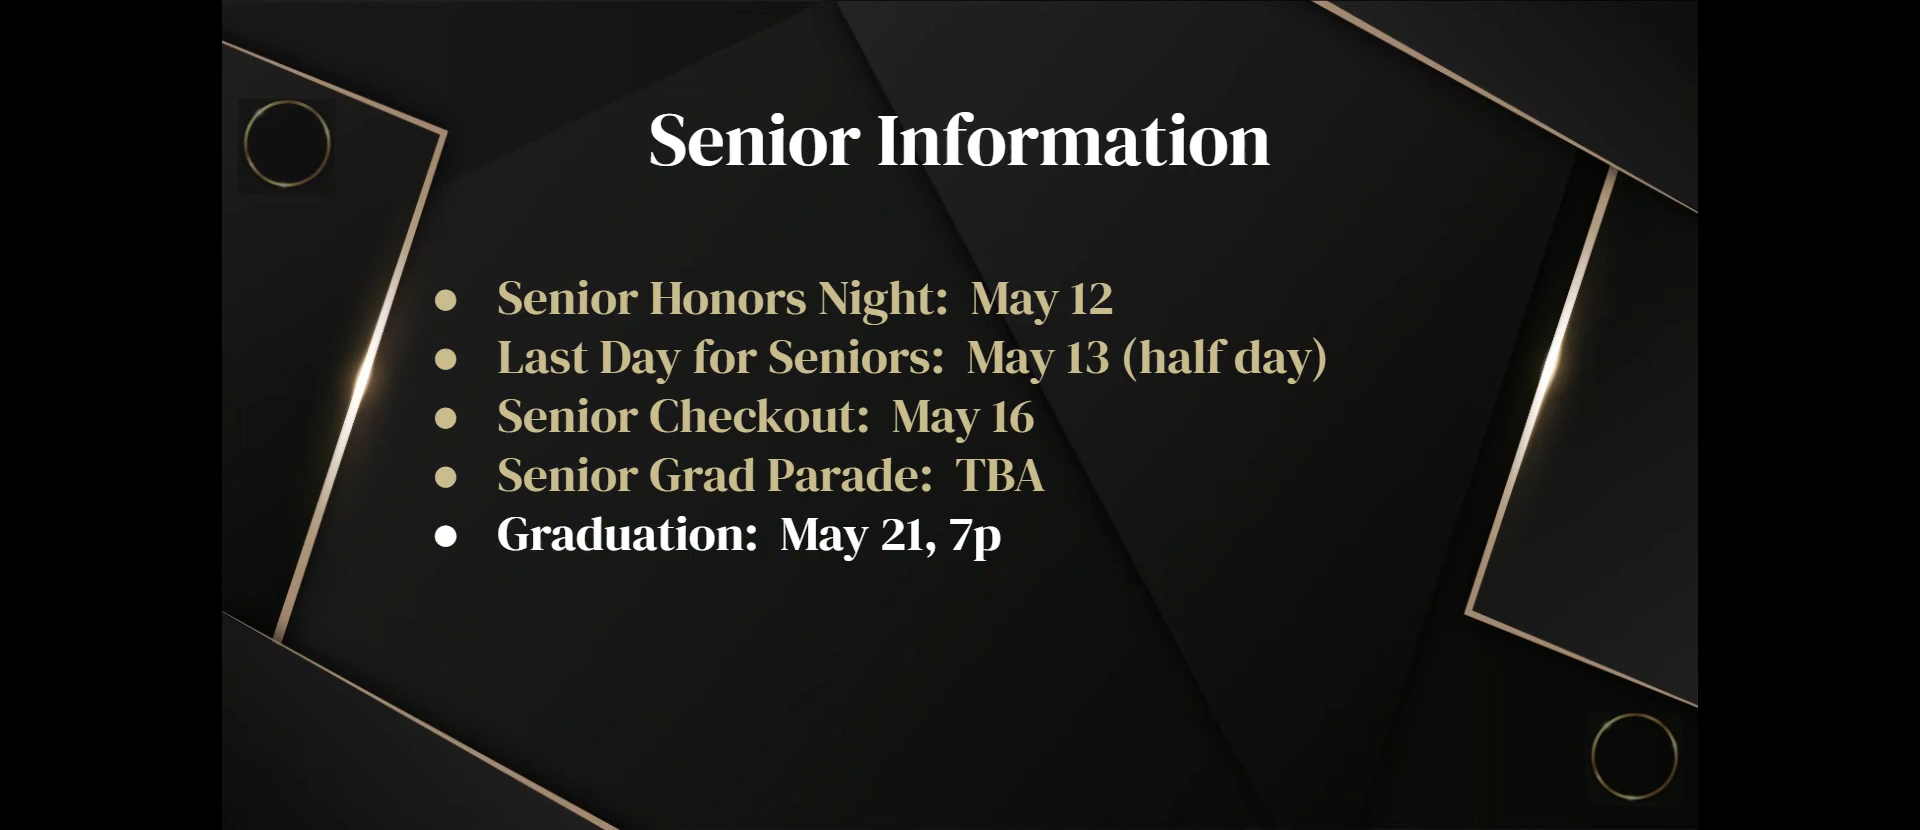 Senior Information
● Senior Honors Night: May 12
● Last Day for Seniors: May 13 (half day)
● Senior Checkout: May 16
● Senior Grad Parade: TBA
● Graduation: May 21, 7p